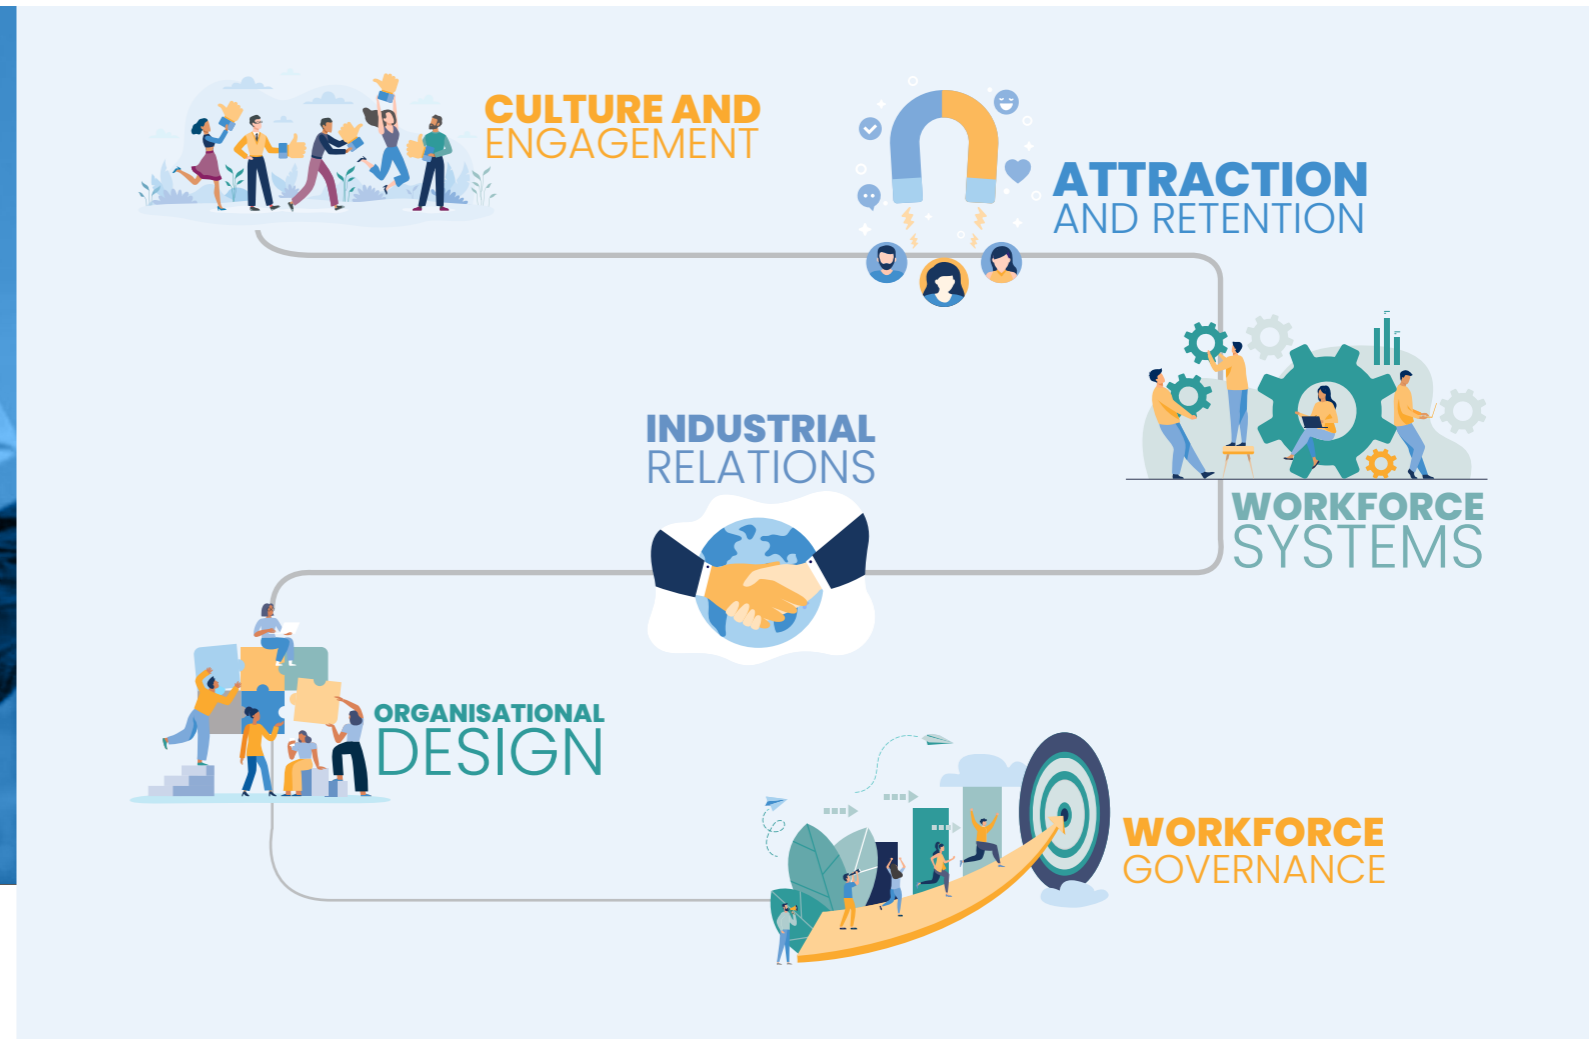 CULTURE AND
ENGAGEMENT
ATTRACTION
AND RETENTION
WORKFORCE
SYSTEMS
INDUSTRIAL
RELATIONS
ORGANISATIONAL
DESIGN
WORKFORCE
GOVERNANCE